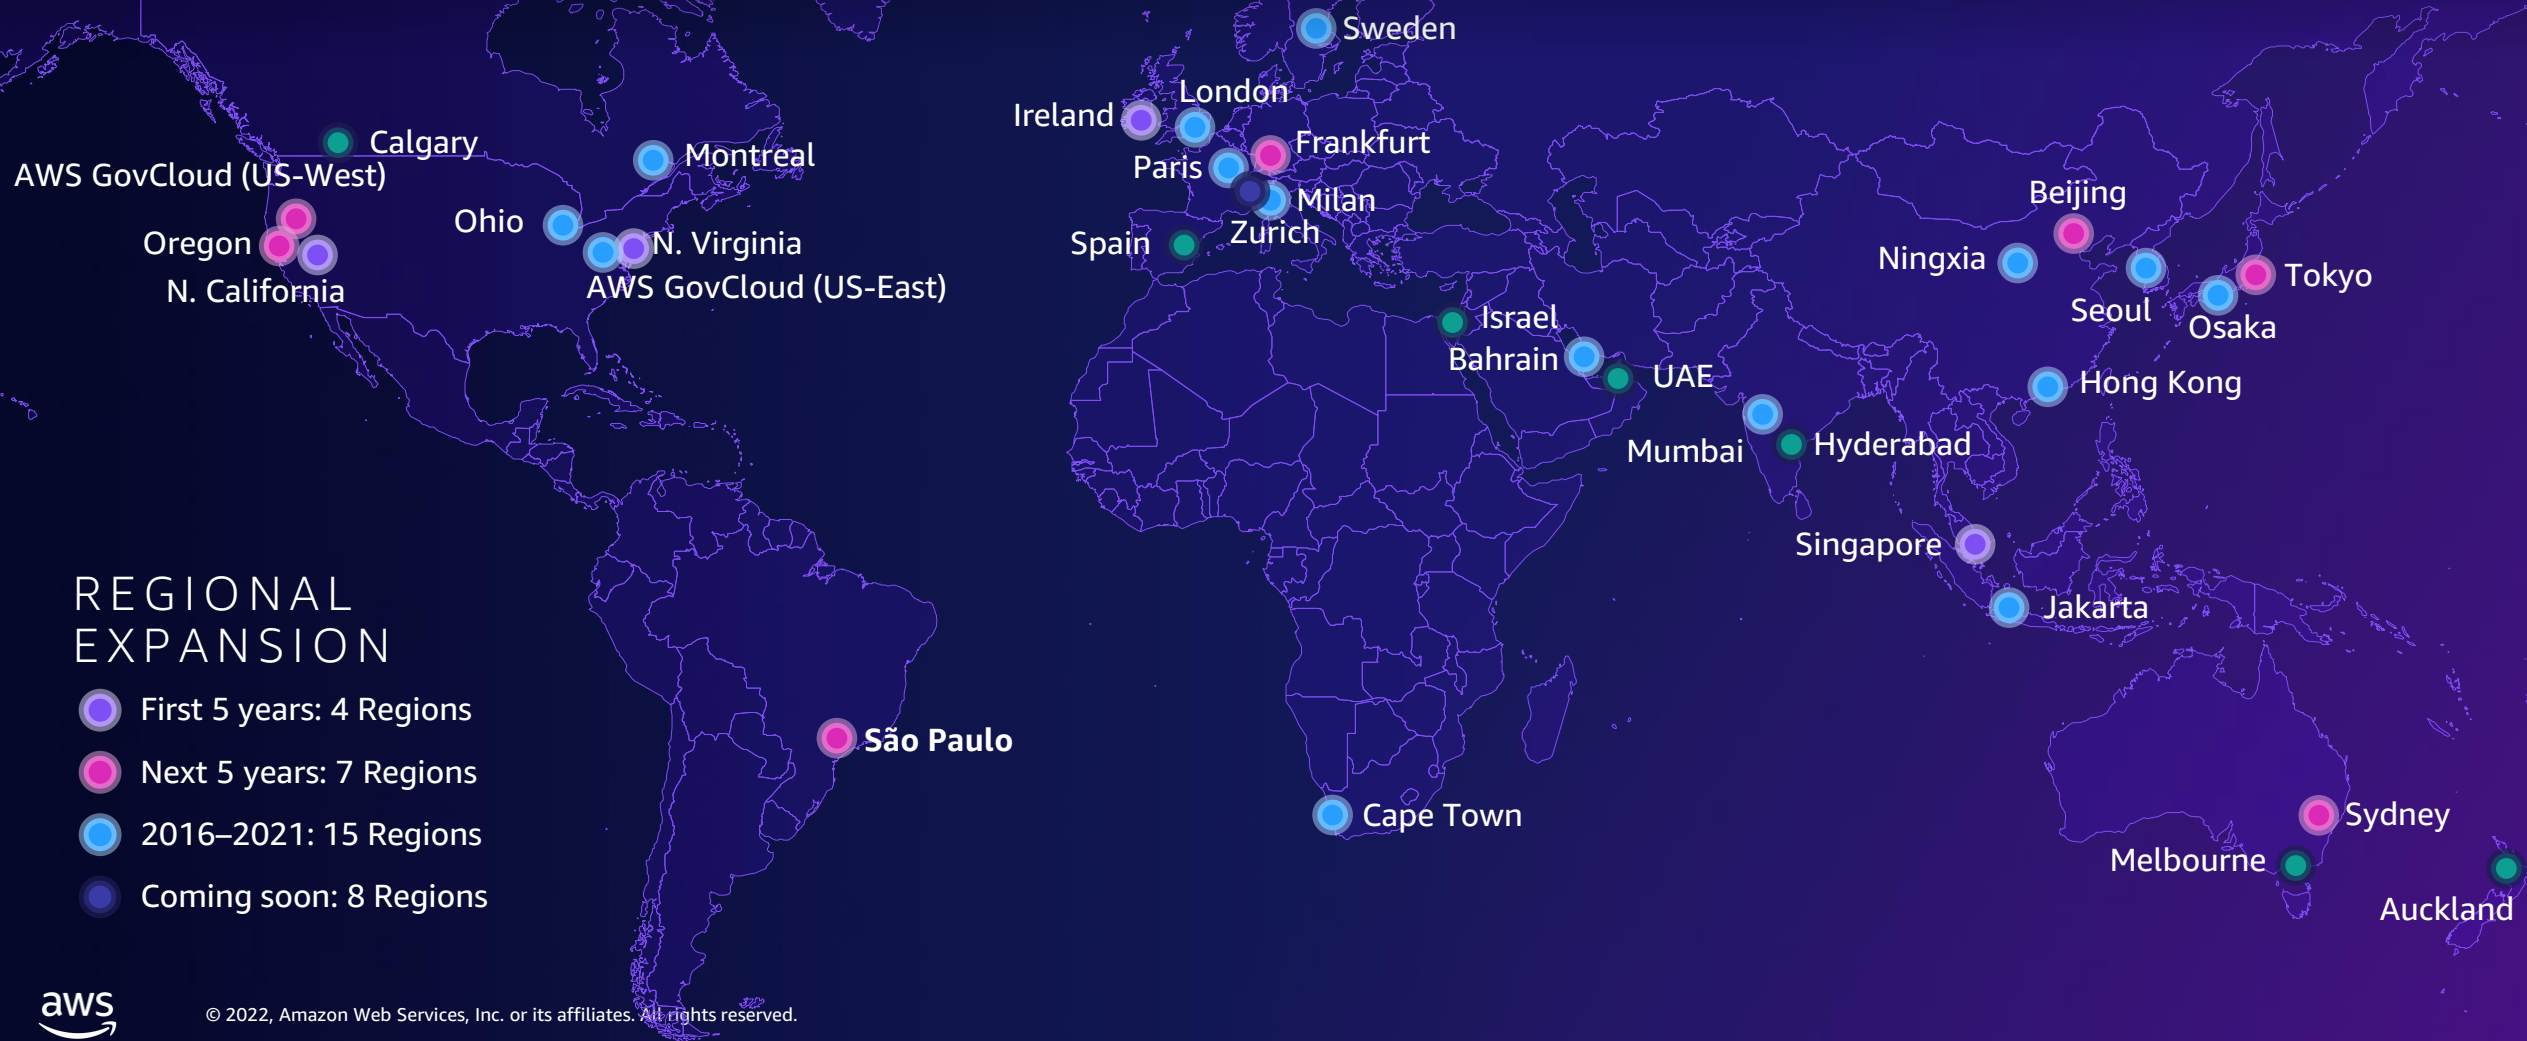 Sweden
London
Ireland
Calgary
Frankfurt
Montreal
Paris
AWS GovCloud (US-West)
Beijing
Milan
Ohio
Zurich
Oregon
N. Virginia
Spain
Ningxia
Tokyo
N. California
AWS GovCloud (US-East)
Seoul
Israel
Osaka
Bahrain
UAE
Hong Kong
Mumbai
Hyderabad
Singapore
Jakarta
REGIONAL
EXPANSION
First 5 years: 4 Regions
São Paulo
Next 5 years: 7 Regions
Cape Town
Sydney
2016–2021: 15 Regions
Melbourne
Coming soon: 8 Regions
Auckland
aws
© 2022, Amazon Web Services, Inc. or its affiliates. All rights reserved.